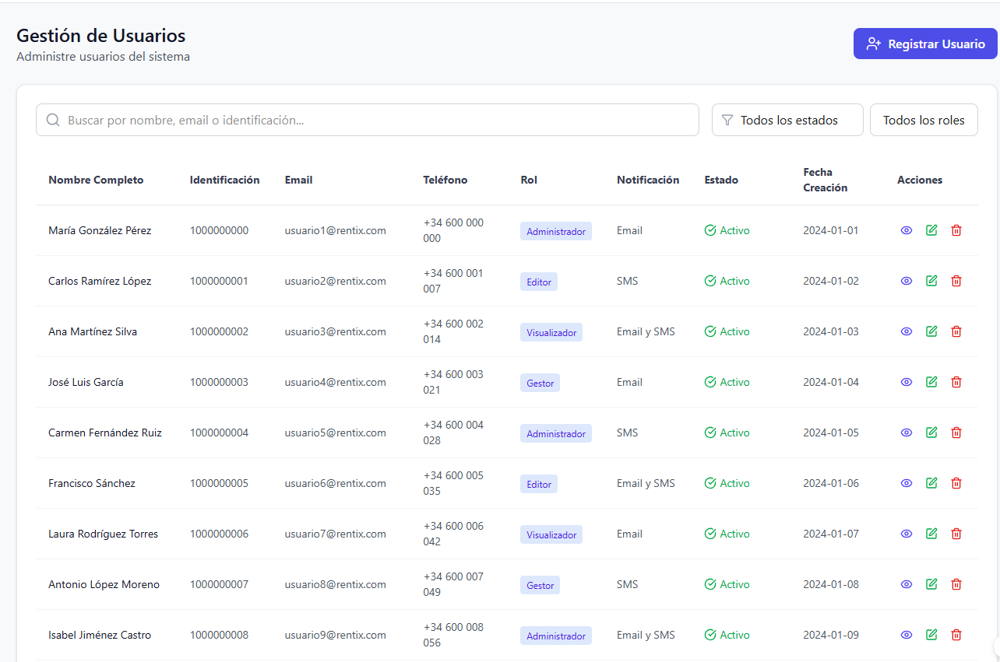 Gestión de Usuarios
Administre usuarios del sistema
Registrar Usuario
Buscar por nombre, email o identificación...
Todos los estados
Todos los roles
Nombre Completo Identificación Email Teléfono Rol Notificación Estado Fecha Creación Acciones
María González Pérez 1000000000 usuario1@rentix.com +34 600 000 000 Administrador Email Activo 2024-01-01
Carlos Ramírez López 1000000001 usuario2@rentix.com +34 600 001 007 Editor SMS Activo 2024-01-02
Ana Martínez Silva 1000000002 usuario3@rentix.com +34 600 002 014 Visualizador Email y SMS Activo 2024-01-03
José Luis García 1000000003 usuario4@rentix.com +34 600 003 021 Gestor Email Activo 2024-01-04
Carmen Fernández Ruiz 1000000004 usuario5@rentix.com +34 600 004 028 Administrador SMS Activo 2024-01-05
Francisco Sánchez 1000000005 usuario6@rentix.com +34 600 005 035 Editor Email y SMS Activo 2024-01-06
Laura Rodríguez Torres 1000000006 usuario7@rentix.com +34 600 006 042 Visualizador Email Activo 2024-01-07
Antonio López Moreno 1000000007 usuario8@rentix.com +34 600 007 049 Gestor SMS Activo 2024-01-08
Isabel Jiménez Castro 1000000008 usuario9@rentix.com +34 600 008 056 Administrador Email y SMS Activo 2024-01-09